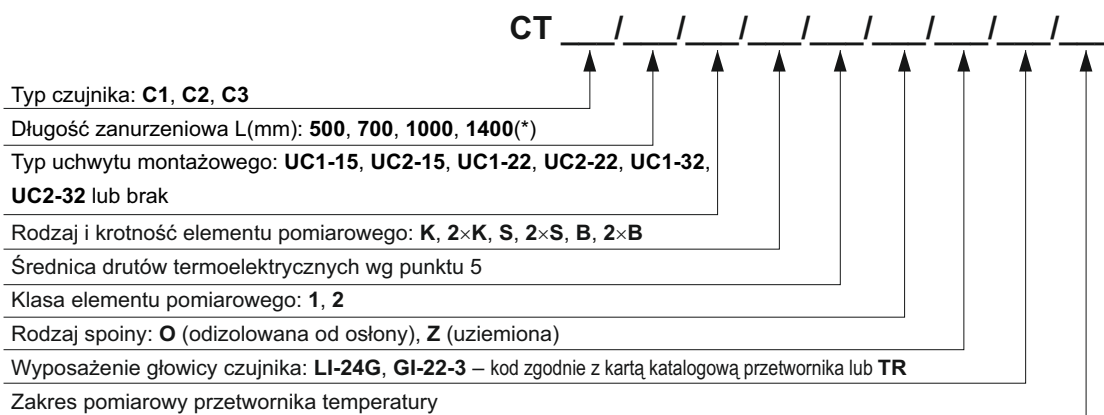 CT ___/___/___/___/___/___/___/___/___
Typ czujnika: C1, C2, C3
Długość zanurzeniowa L(mm): 500, 700, 1000, 1400(*)
Typ uchwytu montażowego: UC1-15, UC2-15, UC1-22, UC2-22, UC1-32,
UC2-32 lub brak
Rodzaj i krotność elementu pomiarowego: K, 2×K, S, 2×S, B, 2×B
Średnica drutów termoelektrycznych wg punktu 5
Klasa elementu pomiarowego: 1, 2
Rodzaj spoiny: O (odizolowana od osłony), Z (uziemiona)
Wyposażenie głowicy czujnika: LI-24G, GI-22-3 – kod zgodnie z kartą katalogową przetwornika lub TR
Zakres pomiarowy przetwornika temperatury